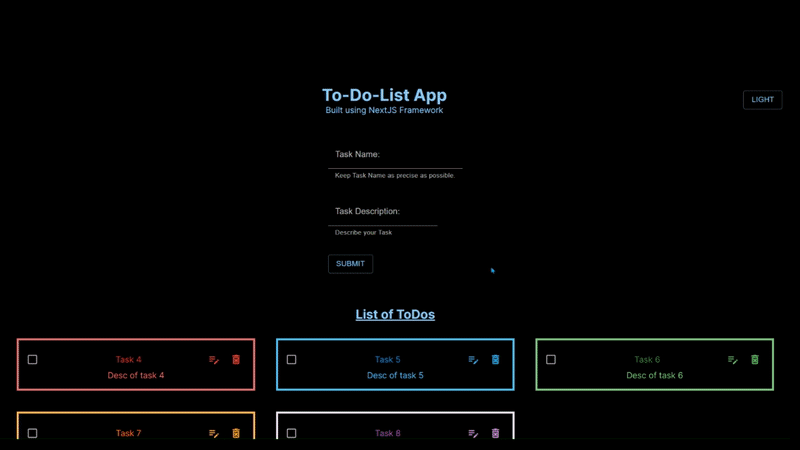 To-Do-List App
Built using NextJS Framework
LIGHT
Task Name:
Keep Task Name as precise as possible.
Task Description:
Describe your Task
SUBMIT
List of ToDos
Task 4
Desc of task 4
Task 5
Desc of task 5
Task 6
Desc of task 6
Task 7
Task 8